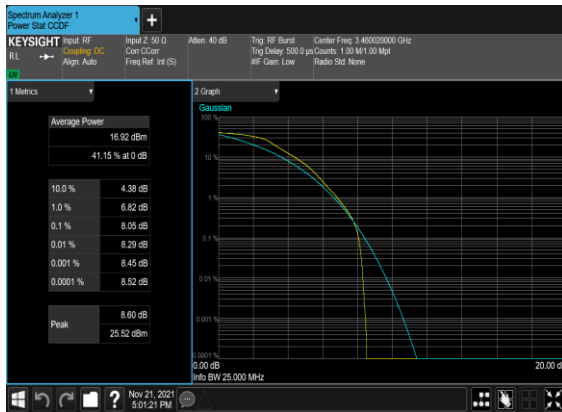 Spectrum Analyzer 1
Power Stat CCDF
+
KEYSIGHT
RL
Input: RF
Coupling: DC
Align: Auto
Input Z: 50 Ω
Corr CCorr
Freq Ref: Int (S)
Atten: 40 dB
Trig: RF Burst
Trig Delay: 500.0 µs
#IF Gain: Low
Center Freq: 3.460020000 GHz
Counts: 1.00 M/1.00 Mpt
Radio Std: None
1 Metrics
Average Power
16.92 dBm
41.15 % at 0 dB
10.0 % 4.38 dB
1.0 % 6.82 dB
0.1 % 8.05 dB
0.01 % 8.29 dB
0.001 % 8.45 dB
0.0001 % 8.52 dB
Peak
8.60 dB
25.52 dBm
2 Graph
Gaussian
100 %
10 %
1 %
0.1 %
0.01 %
0.001 %
0.0001 %
0.00 dB
20.00 dB
Info BW 25.000 MHz
?
Nov 21, 2021
5:01:21 PM